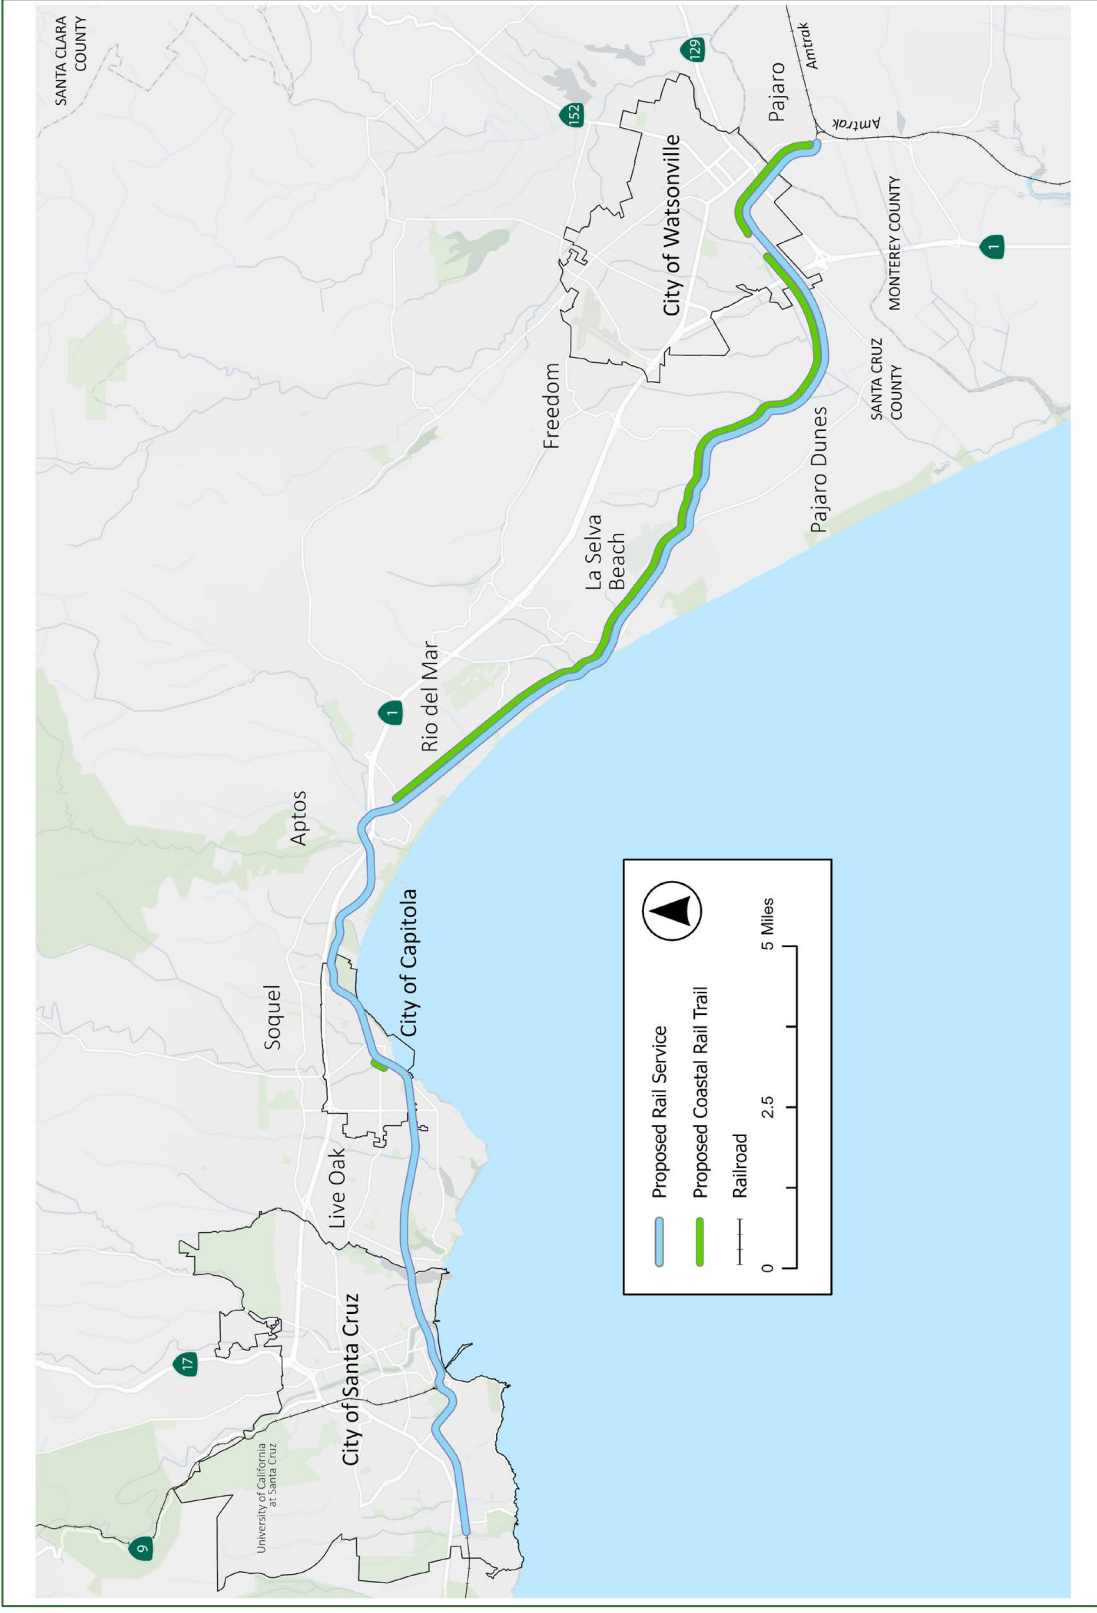 SANTA CLARA
COUNTY
9
17
University of California
at Santa Cruz
City of Santa Cruz
Live Oak
Soquel
City of Capitola
Aptos
1
Rio del Mar
La Selva
Beach
Freedom
152
129
City of Watsonville
Pajaro
Amtrak
Amtrak
Pajaro Dunes
SANTA CRUZ
COUNTY
MONTEREY COUNTY
1
Proposed Rail Service
Proposed Coastal Rail Trail
Railroad
0
2.5
5 Miles